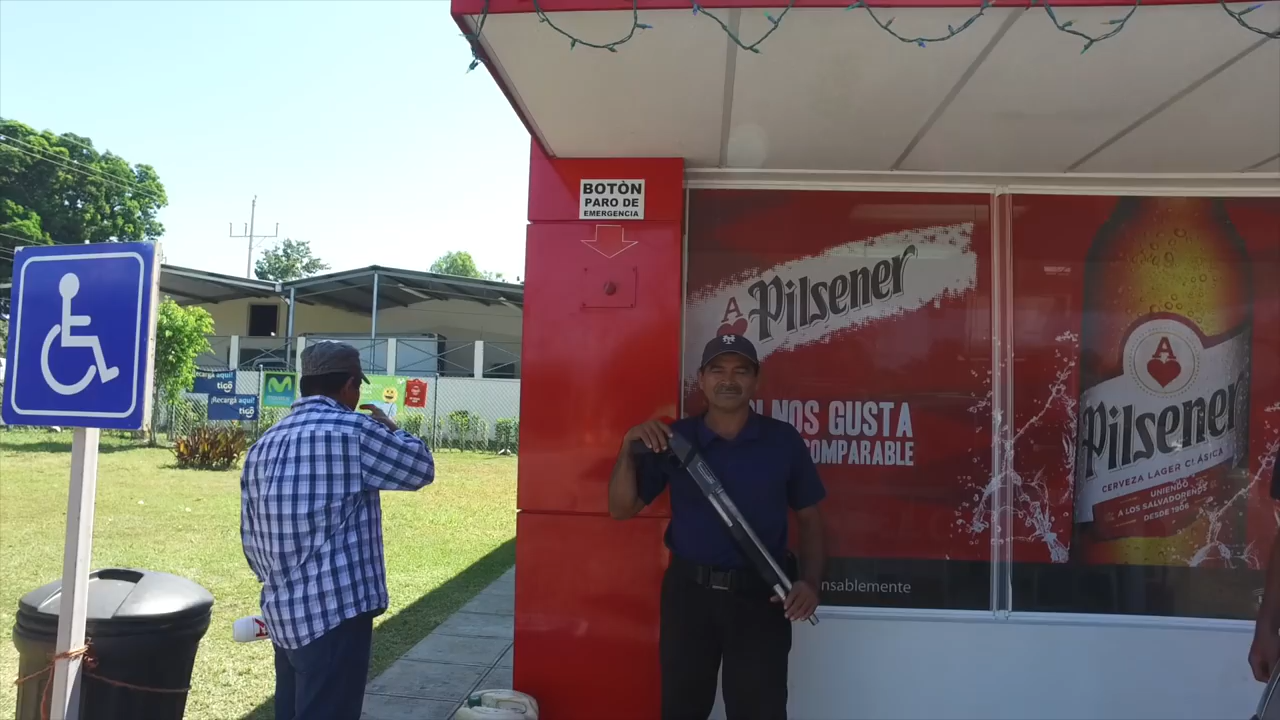 BOTÒN
PARO DE
EMERGENCIA
A
Pilsener
NOS GUSTA
COMPARABLE
nsablemente
A
Pilsener
CERVEZA LAGER CLÁSICA
UNIENDO
A LOS SALVADOREÑOS
DESDE 1906
Recarga aquí!
tigo
¡Recarga aquí!
tigo